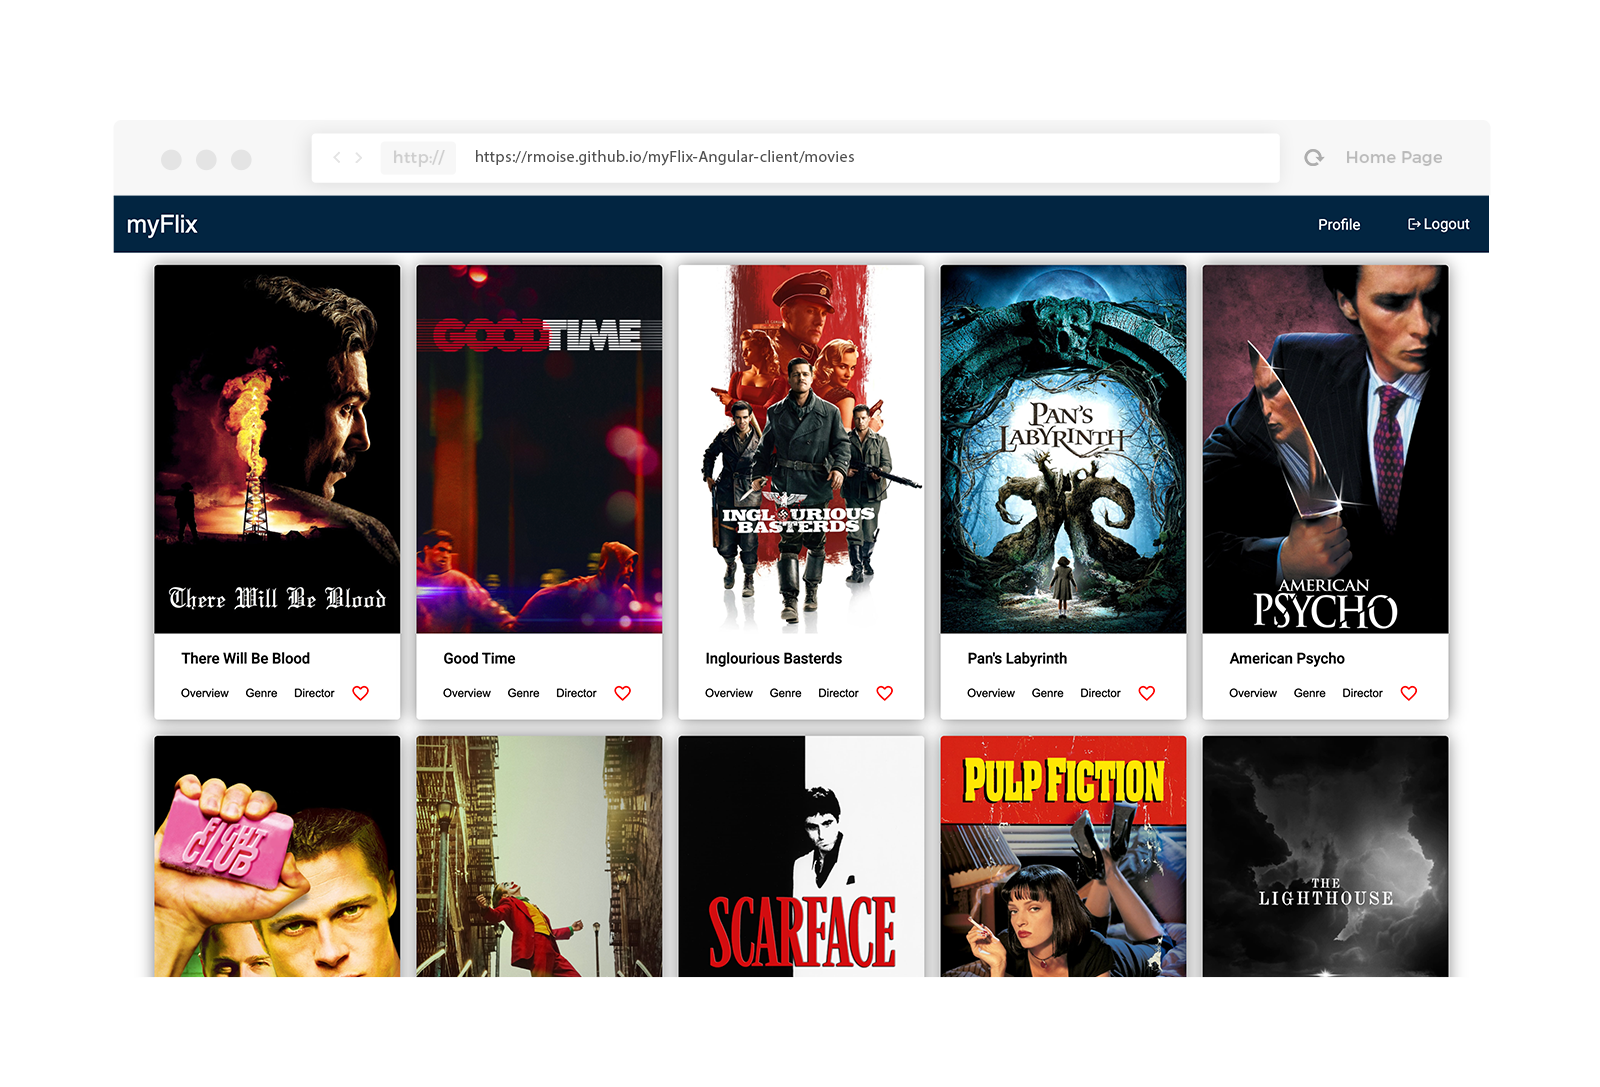 http://
https://rmoise.github.io/myFlix-Angular-client/movies
Home Page
myFlix
Profile
Logout
GOODTIME
INGLOURIOUS
BASTERDS
PAN'S
LABYRINTH
There Will Be Blood
AMERICAN
PSYCHO
There Will Be Blood
Good Time
Inglourious Basterds
Pan's Labyrinth
American Psycho
Overview Genre Director
Overview Genre Director
Overview Genre Director
Overview Genre Director
Overview Genre Director
FIGHT
CLUB
SCARFACE
PULP FICTION
THE
LIGHTHOUSE